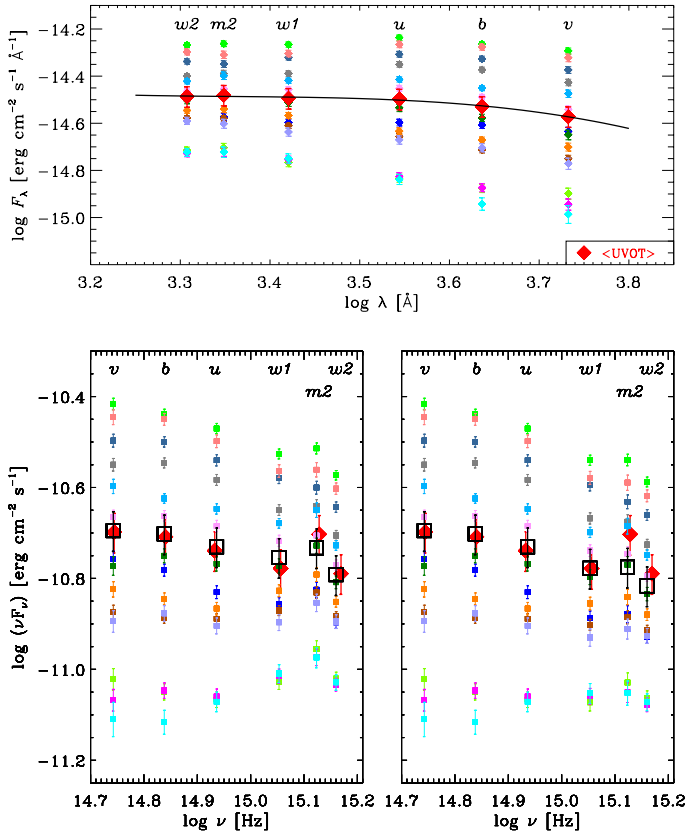 w2 m2 w1 u b v
−14.2
−14.4
−14.6
−14.8
−15.0
log Fλ [erg cm⁻² s⁻¹ Å⁻¹]
<UVOT>
3.2 3.3 3.4 3.5 3.6 3.7 3.8
log λ [Å]
v b u w1 w2
m2
v b u w1 w2
m2
−10.4
−10.6
−10.8
−11.0
−11.2
log (νFν) [erg cm⁻² s⁻¹]
14.7 14.8 14.9 15.0 15.1 15.2
log ν [Hz]
14.7 14.8 14.9 15.0 15.1 15.2
log ν [Hz]